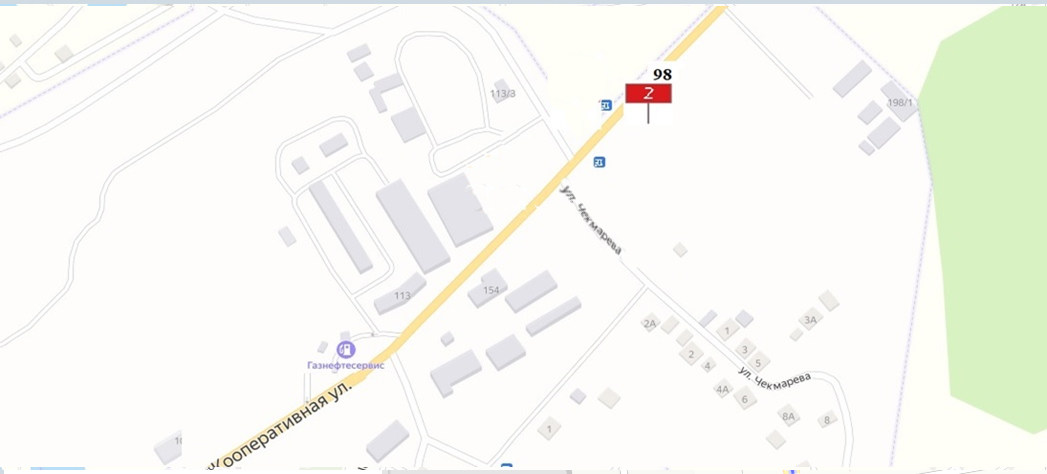 98
2
113/3
198/1
ул. Чекмарева
154
113
3А
2А
1
Газнефтесервис
2
3
5
4
ул. Чекмарева
4А
6
8А
8
1
Кооперативная ул.